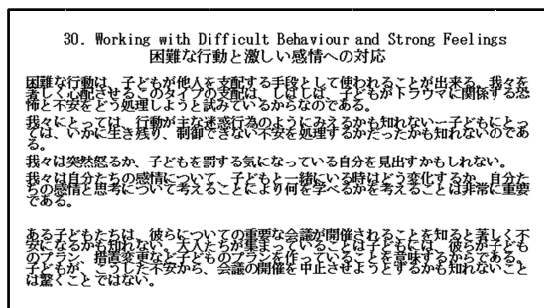 30. Working with Difficult Behaviour and Strong Feelings
困難な行動と激しい感情への対応
困難な行動は、子どもが他人を支配する手段として使われることが出来る。我々を
著しく心配させるこのタイプの支配は、しばしば、子どもがトラウマに関係する恐
怖と不安をどう処理しようと試みているからなのである。
我々にとっては、行動が主な迷惑行為のようにみえるかも知れないー子どもにとっ
ては、いかに生き残り、制御できない不安を処理するかだったかも知れないのであ
る。
我々は突然怒るか、子どもを罰する気になっている自分を見出すかもしれない。
我々は自分たちの感情について、子どもと一緒にいる時はどう変化するか、自分た
ちの感情と思考について考えることにより何を学べるかを考えることは非常に重要
である。
ある子どもたちは、彼らについての重要な会議が開催されることを知ると著しく不
安になるかも知れない。大人たちが集まっていることは子どもには、彼らが子ども
のプラン、措置変更など子どものプランを作っていることを意味するからである。
子どもが、こうした不安から、会議の開催を中止させようとするかも知れないこと
は驚くことではない。